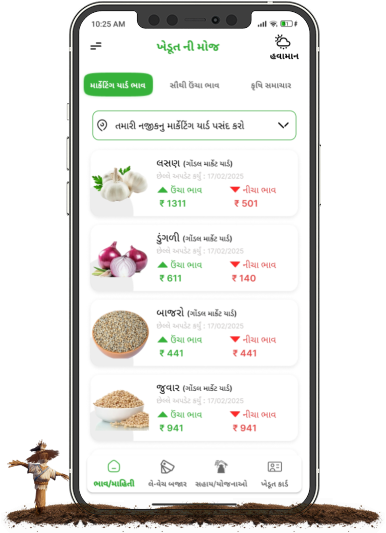 10:25 AM
ખેડૂત ની મોજ
હવામાન
માર્કેટિંગ યાર્ડ ભાવ
સૌથી ઉંચા ભાવ
કૃષિ સમાચાર
તમારી નજીકનુ માર્કેટિંગ યાર્ડ પસંદ કરો
લસણ (ગોંડલ માર્કેટ યાર્ડ)
છેલ્લે અપડેટ કર્યું : 17/02/2025
ઉંચા ભાવ નીચા ભાવ
₹ 1311 ₹ 501
ડુંગળી (ગોંડલ માર્કેટ યાર્ડ)
છેલ્લે અપડેટ કર્યું : 17/02/2025
ઉંચા ભાવ નીચા ભાવ
₹ 611 ₹ 140
બાજરો (ગોંડલ માર્કેટ યાર્ડ)
છેલ્લે અપડેટ કર્યું : 17/02/2025
ઉંચા ભાવ નીચા ભાવ
₹ 441 ₹ 441
જુવાર (ગોંડલ માર્કેટ યાર્ડ)
છેલ્લે અપડેટ કર્યું : 17/02/2025
ઉંચા ભાવ નીચા ભાવ
₹ 941 ₹ 941
ભાવ/માહિતી
લે-વેચ બજાર
સહાય/યોજનાઓ
ખેડૂત કાર્ડ